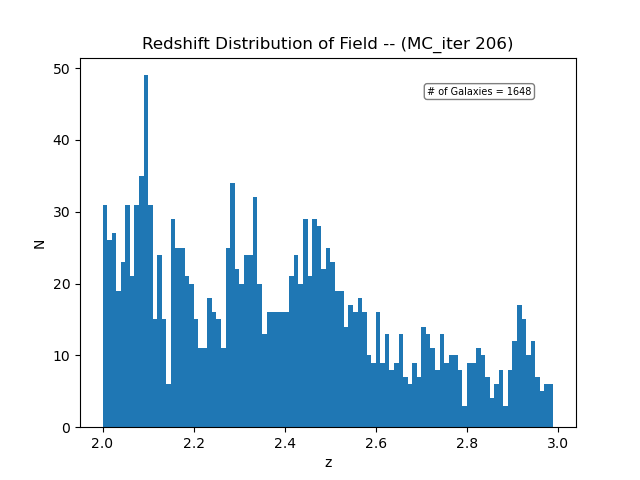 Redshift Distribution of Field -- (MC_iter 206)
# of Galaxies = 1648
50
40
30
20
10
0
N
2.0 2.2 2.4 2.6 2.8 3.0
z